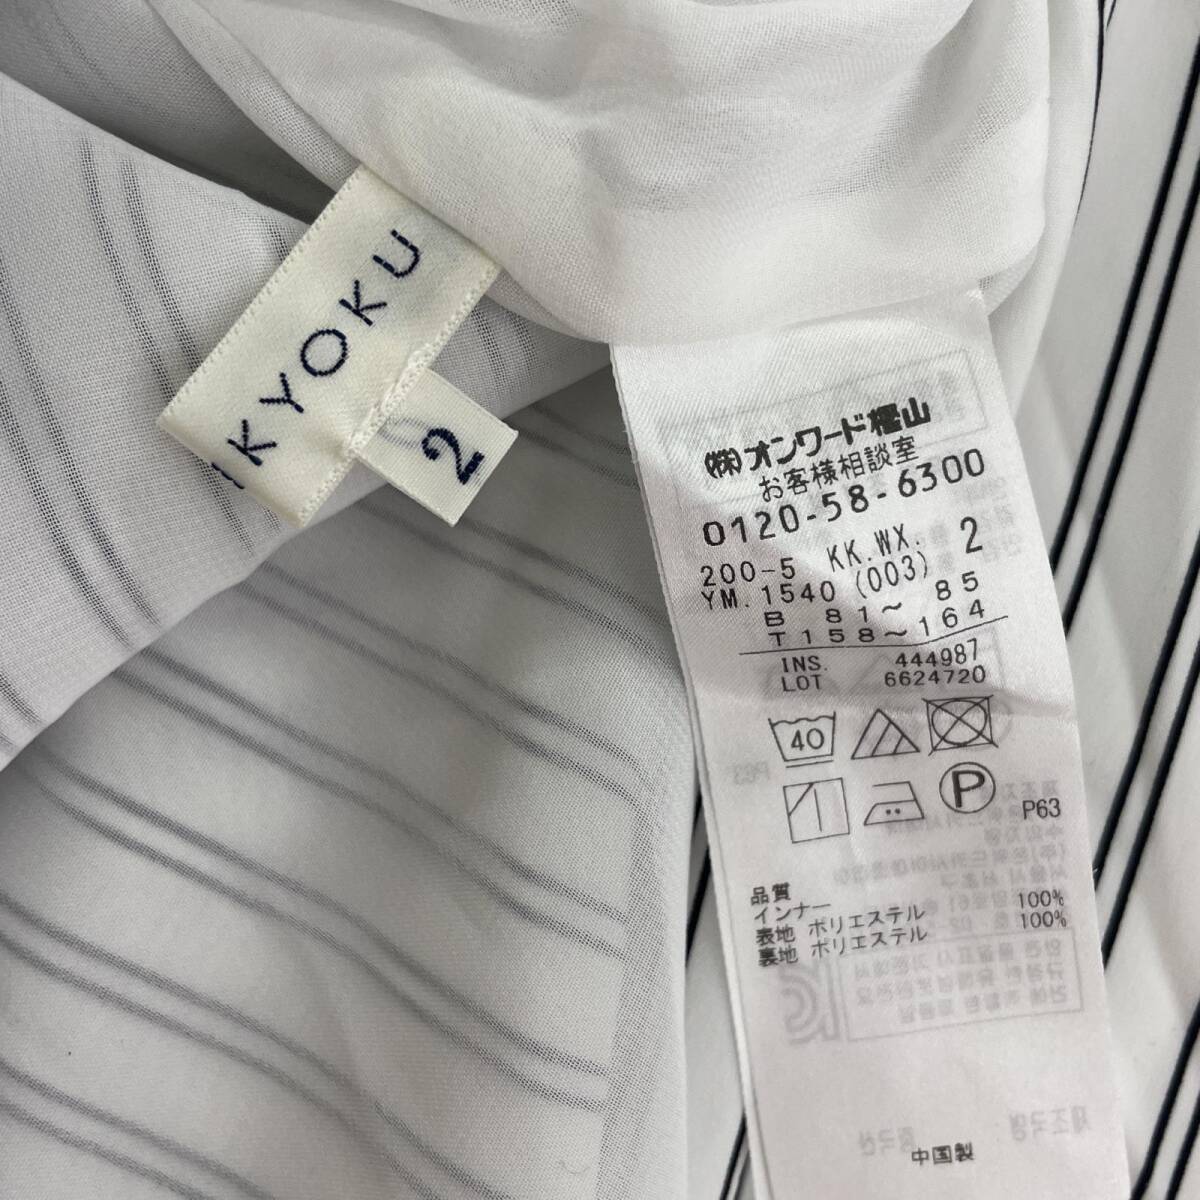 KYOKU
2
(株)オンワード樫山
お客様相談室
0120-58-6300
200-5 KK.WX. 2
YM.1540 (003)
B 81~ 85
T 158~164
INS. 444987
LOT 6624720
40
P
P63
品質
インナー
表地 ポリエステル 100%
裏地 ポリエステル 100%
中国製